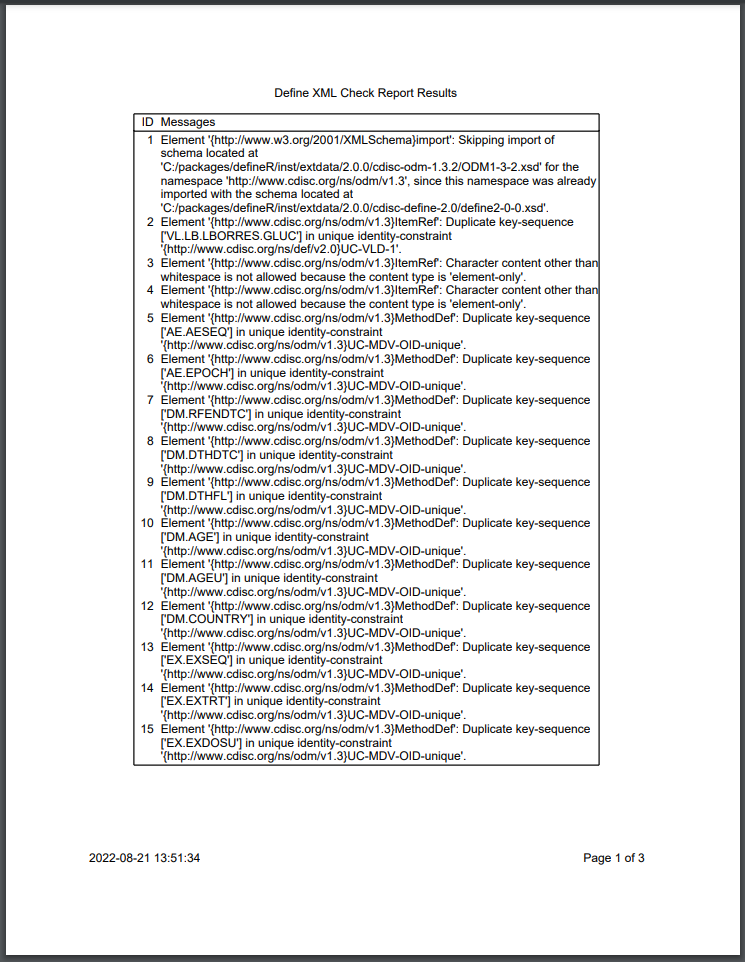 Define XML Check Report Results
ID Messages
1 Element '{http://www.w3.org/2001/XMLSchema}import': Skipping import of
schema located at
'C:/packages/defineR/inst/extdata/2.0.0/cdisc-odm-1.3.2/ODM1-3-2.xsd' for the
namespace 'http://www.cdisc.org/ns/odm/v1.3', since this namespace was already
imported with the schema located at
'C:/packages/defineR/inst/extdata/2.0.0/cdisc-define-2.0/define2-0-0.xsd'.
2 Element '{http://www.cdisc.org/ns/odm/v1.3}ItemRef': Duplicate key-sequence
['VL.LB.LBORRES.GLUC'] in unique identity-constraint
'{http://www.cdisc.org/ns/def/v2.0}UC-VLD-1'.
3 Element '{http://www.cdisc.org/ns/odm/v1.3}ItemRef': Character content other than
whitespace is not allowed because the content type is 'element-only'.
4 Element '{http://www.cdisc.org/ns/odm/v1.3}ItemRef': Character content other than
whitespace is not allowed because the content type is 'element-only'.
5 Element '{http://www.cdisc.org/ns/odm/v1.3}MethodDef': Duplicate key-sequence
['AE.AESEQ'] in unique identity-constraint
'{http://www.cdisc.org/ns/odm/v1.3}UC-MDV-OID-unique'.
6 Element '{http://www.cdisc.org/ns/odm/v1.3}MethodDef': Duplicate key-sequence
['AE.EPOCH'] in unique identity-constraint
'{http://www.cdisc.org/ns/odm/v1.3}UC-MDV-OID-unique'.
7 Element '{http://www.cdisc.org/ns/odm/v1.3}MethodDef': Duplicate key-sequence
['DM.RFENDTC'] in unique identity-constraint
'{http://www.cdisc.org/ns/odm/v1.3}UC-MDV-OID-unique'.
8 Element '{http://www.cdisc.org/ns/odm/v1.3}MethodDef': Duplicate key-sequence
['DM.DTHDTC'] in unique identity-constraint
'{http://www.cdisc.org/ns/odm/v1.3}UC-MDV-OID-unique'.
9 Element '{http://www.cdisc.org/ns/odm/v1.3}MethodDef': Duplicate key-sequence
['DM.DTHFL'] in unique identity-constraint
'{http://www.cdisc.org/ns/odm/v1.3}UC-MDV-OID-unique'.
10 Element '{http://www.cdisc.org/ns/odm/v1.3}MethodDef': Duplicate key-sequence
['DM.AGE'] in unique identity-constraint
'{http://www.cdisc.org/ns/odm/v1.3}UC-MDV-OID-unique'.
11 Element '{http://www.cdisc.org/ns/odm/v1.3}MethodDef': Duplicate key-sequence
['DM.AGEU'] in unique identity-constraint
'{http://www.cdisc.org/ns/odm/v1.3}UC-MDV-OID-unique'.
12 Element '{http://www.cdisc.org/ns/odm/v1.3}MethodDef': Duplicate key-sequence
['DM.COUNTRY'] in unique identity-constraint
'{http://www.cdisc.org/ns/odm/v1.3}UC-MDV-OID-unique'.
13 Element '{http://www.cdisc.org/ns/odm/v1.3}MethodDef': Duplicate key-sequence
['EX.EXSEQ'] in unique identity-constraint
'{http://www.cdisc.org/ns/odm/v1.3}UC-MDV-OID-unique'.
14 Element '{http://www.cdisc.org/ns/odm/v1.3}MethodDef': Duplicate key-sequence
['EX.EXTRT'] in unique identity-constraint
'{http://www.cdisc.org/ns/odm/v1.3}UC-MDV-OID-unique'.
15 Element '{http://www.cdisc.org/ns/odm/v1.3}MethodDef': Duplicate key-sequence
['EX.EXDOSU'] in unique identity-constraint
'{http://www.cdisc.org/ns/odm/v1.3}UC-MDV-OID-unique'.
2022-08-21 13:51:34 Page 1 of 3